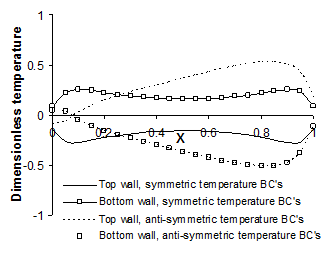 1
0.5
0
-0.5
-1
Dimensionless temperature
0 0.2 0.4 0.6 0.8 1
X
Top wall, symmetric temperature BC's
Bottom wall, symmetric temperature BC's
Top wall, anti-symmetric temperature BC's
Bottom wall, anti-symmetric temperature BC's